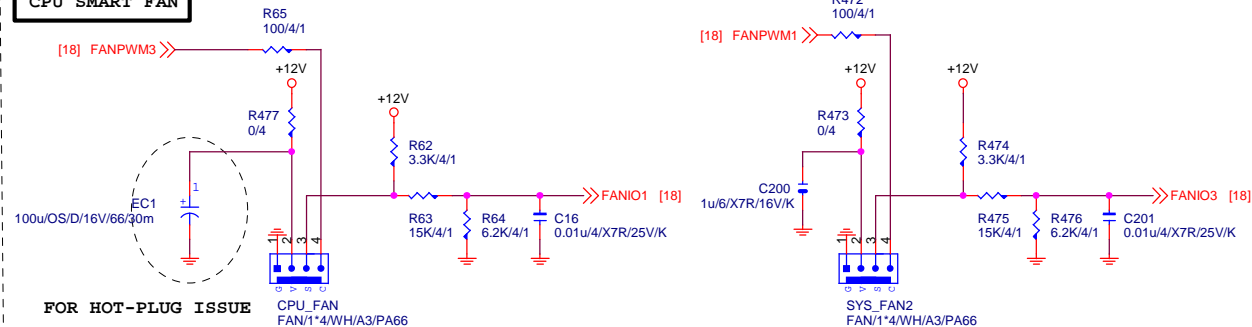 CPU SMART FAN
R65
100/4/1
[18] FANPWM3
+12V
R477
0/4
+12V
R62
3.3K/4/1
1
+
EC1
100u/OS/D/16V/66/30m
FANIO1 [18]
R63
15K/4/1
R64
6.2K/4/1
C16
0.01u/4/X7R/25V/K
1
2
3
4
G
V
S
C
FOR HOT-PLUG ISSUE
CPU_FAN
FAN/1*4/WH/A3/PA66
R472
100/4/1
[18] FANPWM1
+12V
R473
0/4
+12V
R474
3.3K/4/1
C200
1u/6/X7R/16V/K
FANIO3 [18]
R475
15K/4/1
R476
6.2K/4/1
C201
0.01u/4/X7R/25V/K
1
2
3
4
G
V
S
C
SYS_FAN2
FAN/1*4/WH/A3/PA66